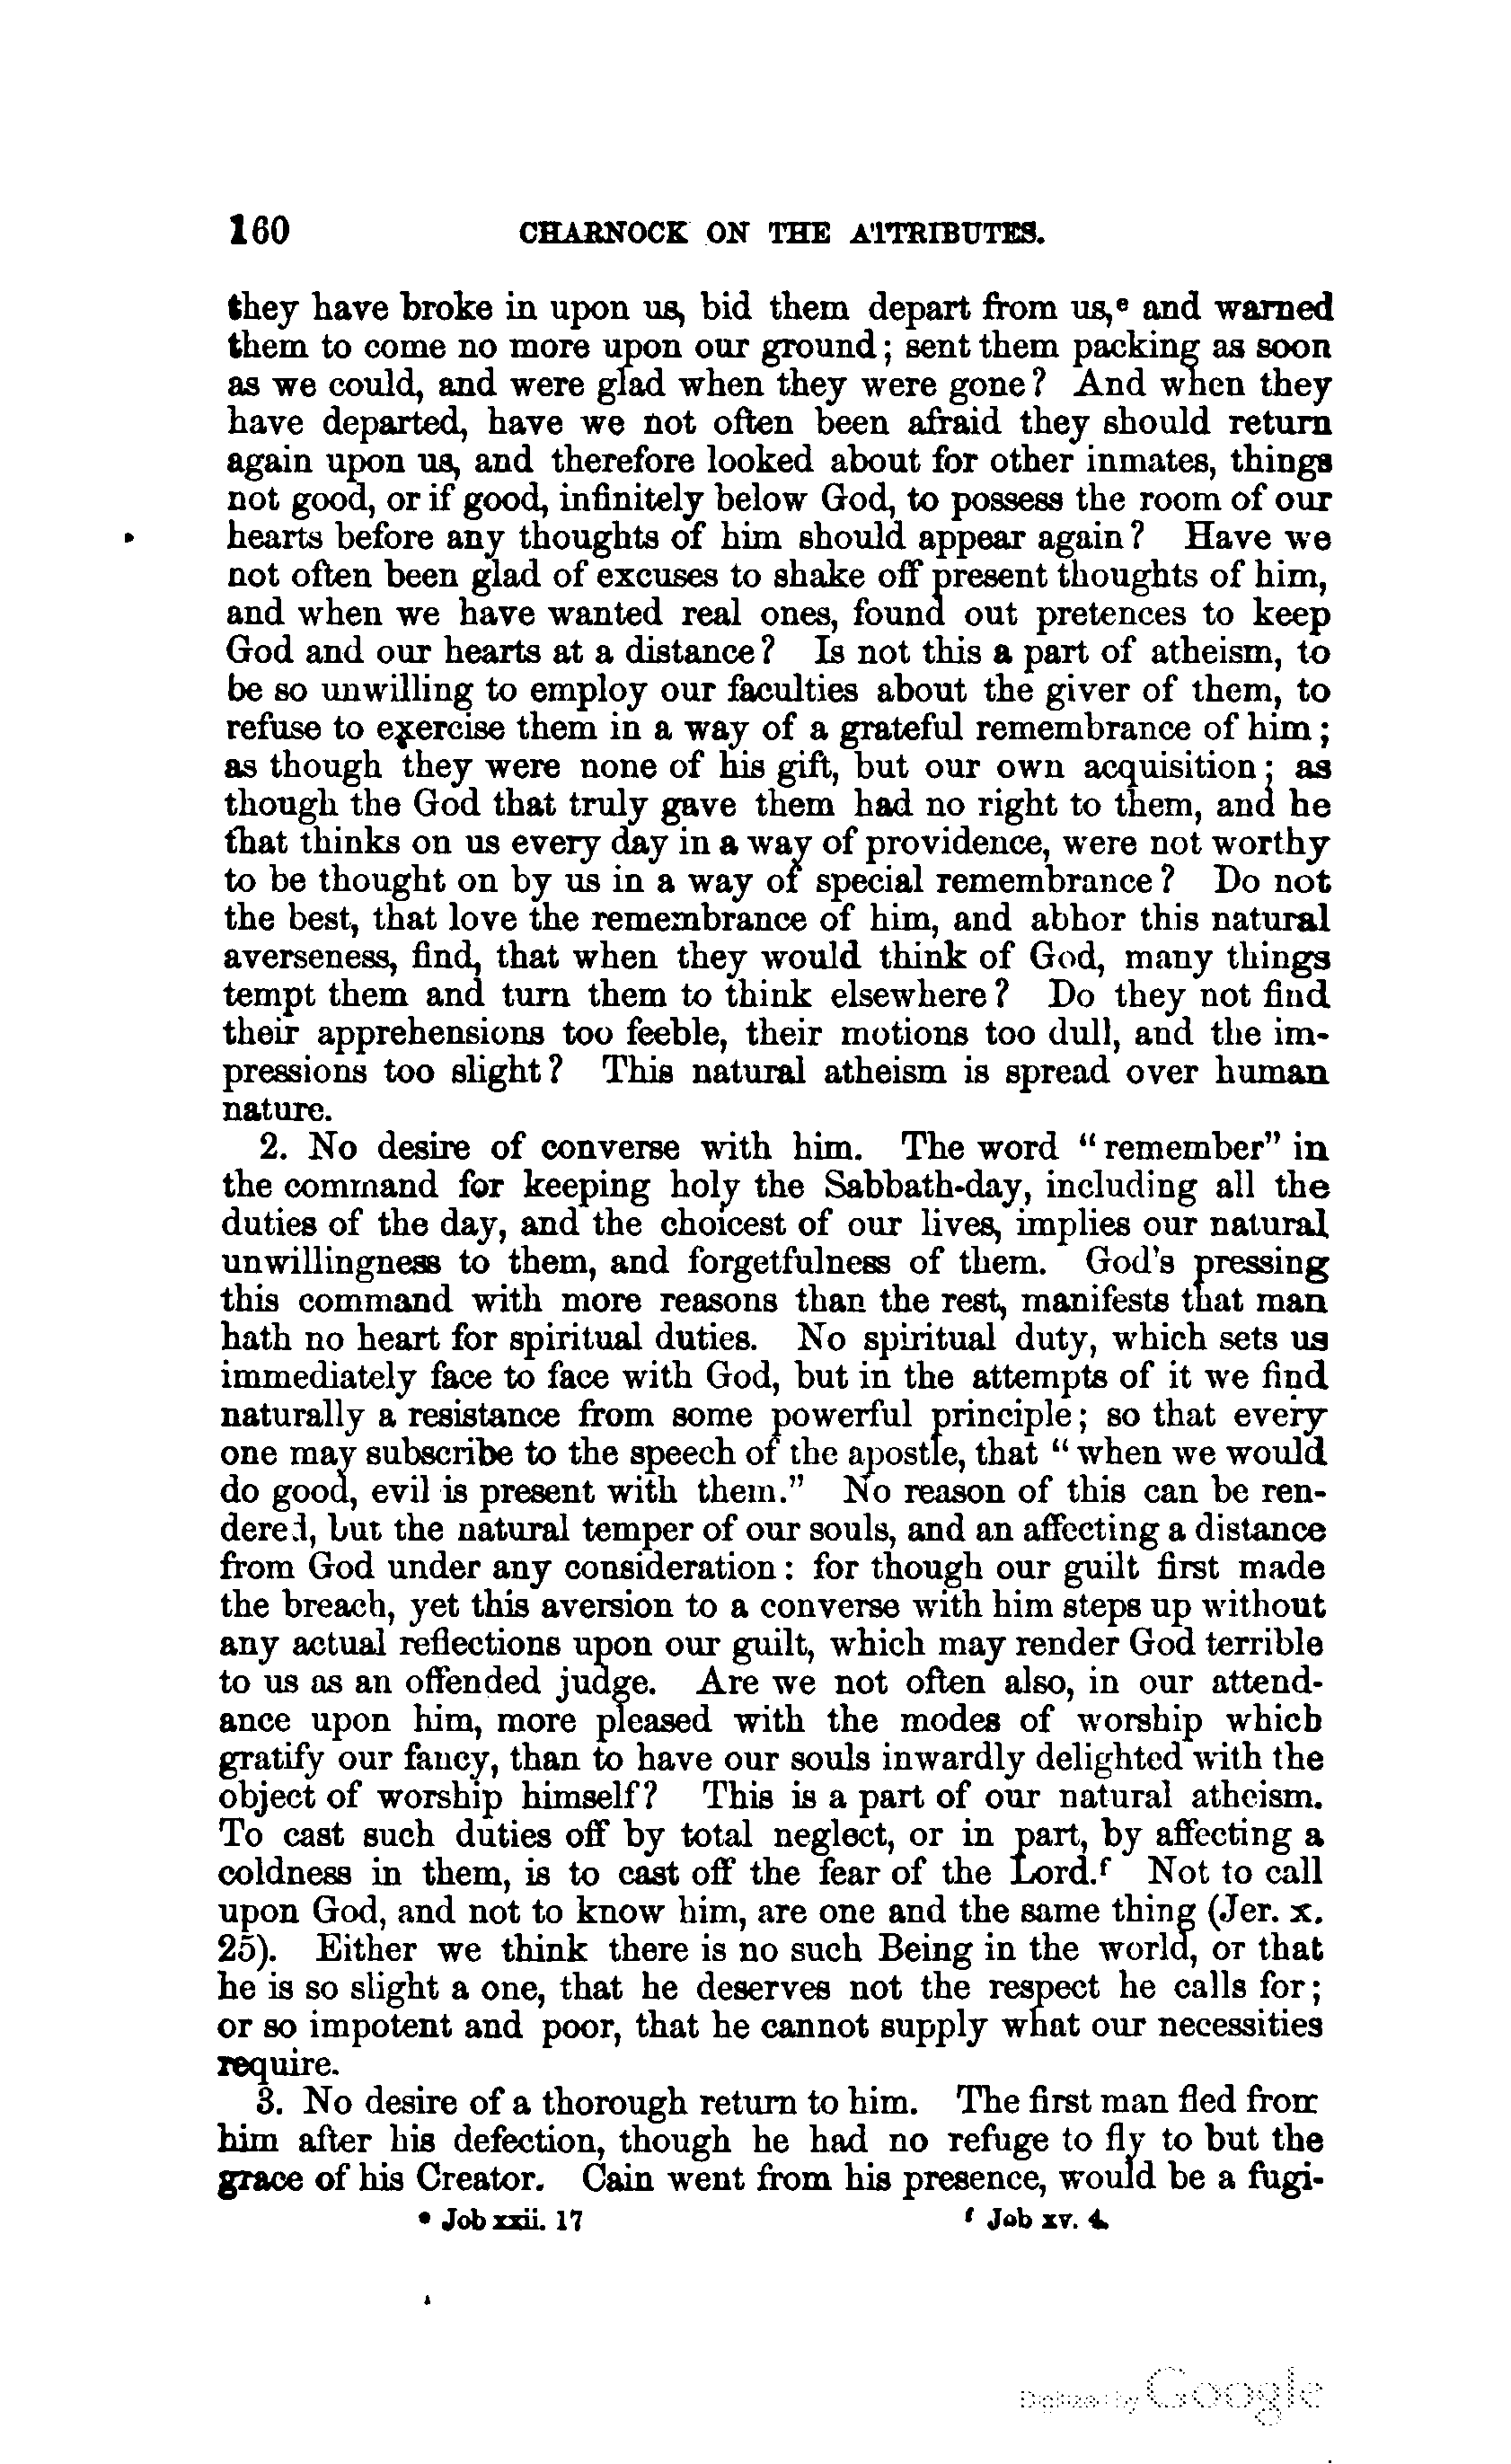 160 CHARNOCK ON THE ATTRIBUTES.
they have broke in upon us, bid them depart from us,ᵉ and warned
them to come no more upon our ground; sent them packing as soon
as we could, and were glad when they were gone? And when they
have departed, have we not often been afraid they should return
again upon us, and therefore looked about for other inmates, things
not good, or if good, infinitely below God, to possess the room of our
hearts before any thoughts of him should appear again? Have we
not often been glad of excuses to shake off present thoughts of him,
and when we have wanted real ones, found out pretences to keep
God and our hearts at a distance? Is not this a part of atheism, to
be so unwilling to employ our faculties about the giver of them, to
refuse to exercise them in a way of a grateful remembrance of him;
as though they were none of his gift, but our own acquisition; as
though the God that truly gave them had no right to them, and he
that thinks on us every day in a way of providence, were not worthy
to be thought on by us in a way of special remembrance? Do not
the best, that love the remembrance of him, and abhor this natural
averseness, find, that when they would think of God, many things
tempt them and turn them to think elsewhere? Do they not find
their apprehensions too feeble, their motions too dull, and the im-
pressions too slight? This natural atheism is spread over human
nature.
2. No desire of converse with him. The word "remember" in
the command for keeping holy the Sabbath-day, including all the
duties of the day, and the choicest of our lives, implies our natural
unwillingness to them, and forgetfulness of them. God's pressing
this command with more reasons than the rest, manifests that man
hath no heart for spiritual duties. No spiritual duty, which sets us
immediately face to face with God, but in the attempts of it we find
naturally a resistance from some powerful principle; so that every
one may subscribe to the speech of the apostle, that "when we would
do good, evil is present with them." No reason of this can be ren-
dered, but the natural temper of our souls, and an affecting a distance
from God under any consideration: for though our guilt first made
the breach, yet this aversion to a converse with him steps up without
any actual reflections upon our guilt, which may render God terrible
to us as an offended judge. Are we not often also, in our attend-
ance upon him, more pleased with the modes of worship which
gratify our fancy, than to have our souls inwardly delighted with the
object of worship himself? This is a part of our natural atheism.
To cast such duties off by total neglect, or in part, by affecting a
coldness in them, is to cast off the fear of the Lord.ᶠ Not to call
upon God, and not to know him, are one and the same thing (Jer. x.
25). Either we think there is no such Being in the world, or that
he is so slight a one, that he deserves not the respect he calls for;
or so impotent and poor, that he cannot supply what our necessities
require.
3. No desire of a thorough return to him. The first man fled from
him after his defection, though he had no refuge to fly to but the
grace of his Creator. Cain went from his presence, would be a fugi-
ᵉ Job xxii. 17 ᶠ Job xv. 4.
Digitized by Google